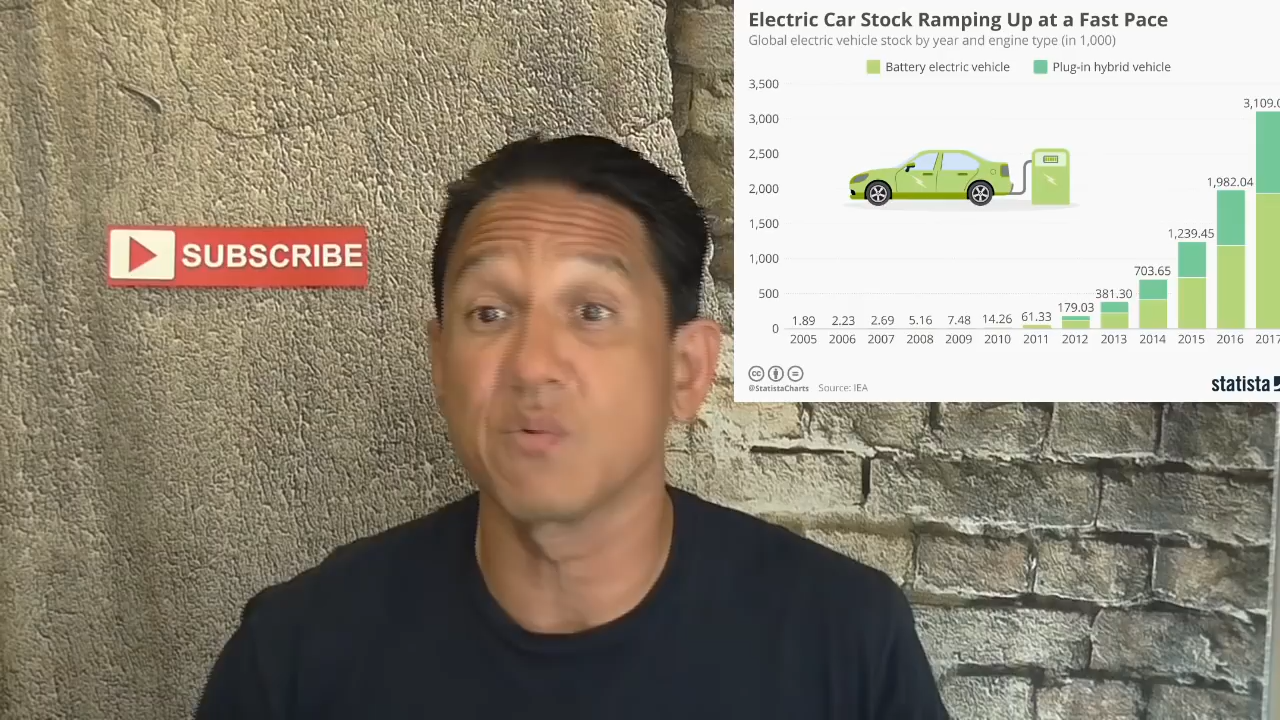 Electric Car Stock Ramping Up at a Fast Pace
Global electric vehicle stock by year and engine type (in 1,000)
Battery electric vehicle Plug-in hybrid vehicle
3,500
3,000
2,500
2,000
1,500
1,000
500
0
1.89 2.23 2.69 5.16 7.48 14.26 61.33 179.03 381.30 703.65 1,239.45 1,982.04 3,109.0
2005 2006 2007 2008 2009 2010 2011 2012 2013 2014 2015 2016 2017
@StatistaCharts Source: IEA
statista
SUBSCRIBE